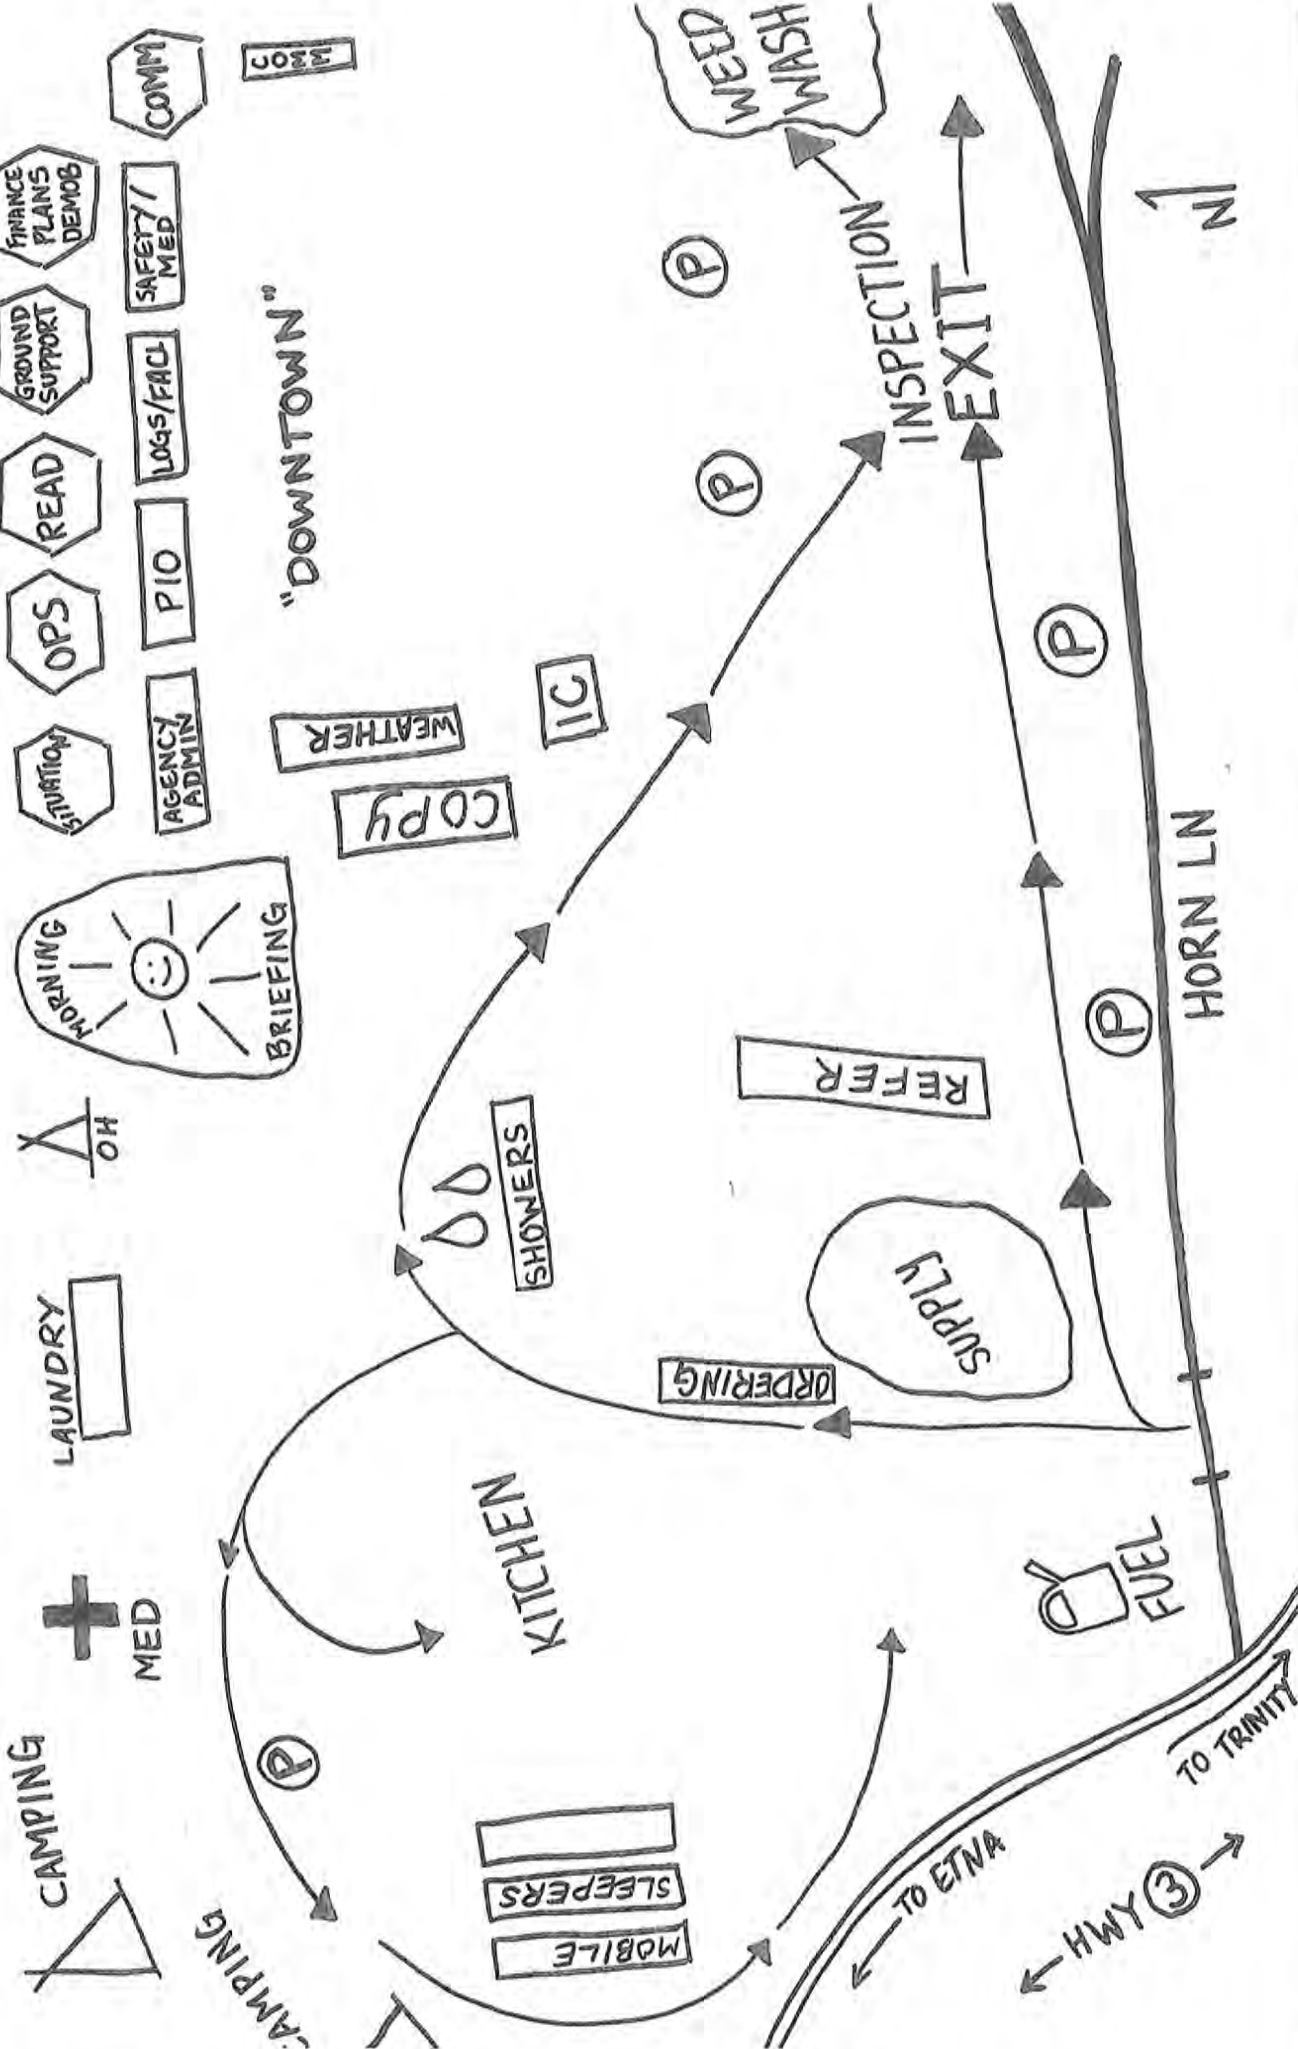 CAMPING
CAMPING
MED
LAUNDRY
OH
MORNING
BRIEFING
SITUATION
OPS
READ
GROUND
SUPPORT
FINANCE
PLANS
DEMOB
COMM
AGENCY
ADMIN
PIO
LOGS/FACL
SAFETY/
MED
COMM
"DOWNTOWN"
WEATHER
COPY
IC
SHOWERS
KITCHEN
MOBILE
SLEEPERS
ORDERING
SUPPLY
REFER
P
P
P
P
P
INSPECTION
EXIT
WEED
WASH
FUEL
HORN LN
N
TO ETNA
TO TRINITY
HWY 3